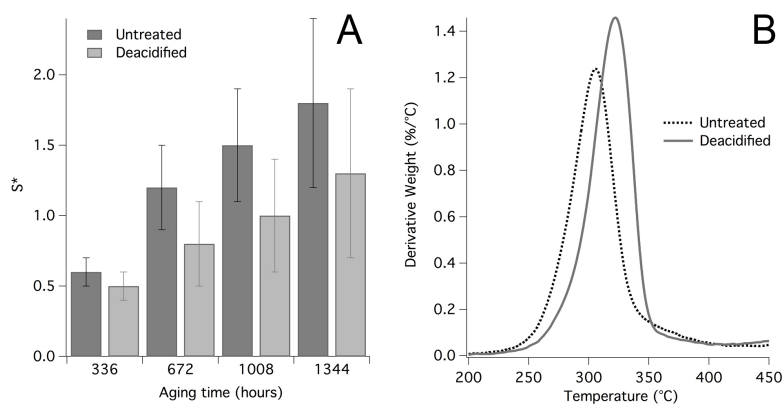 A
Untreated
Deacidified
2.0
1.5
1.0
0.5
0.0
S*
336 672 1008 1344
Aging time (hours)
B
1.4
1.2
1.0
0.8
0.6
0.4
0.2
0.0
Derivative Weight (%/°C)
Untreated
Deacidified
200 250 300 350 400 450
Temperature (°C)